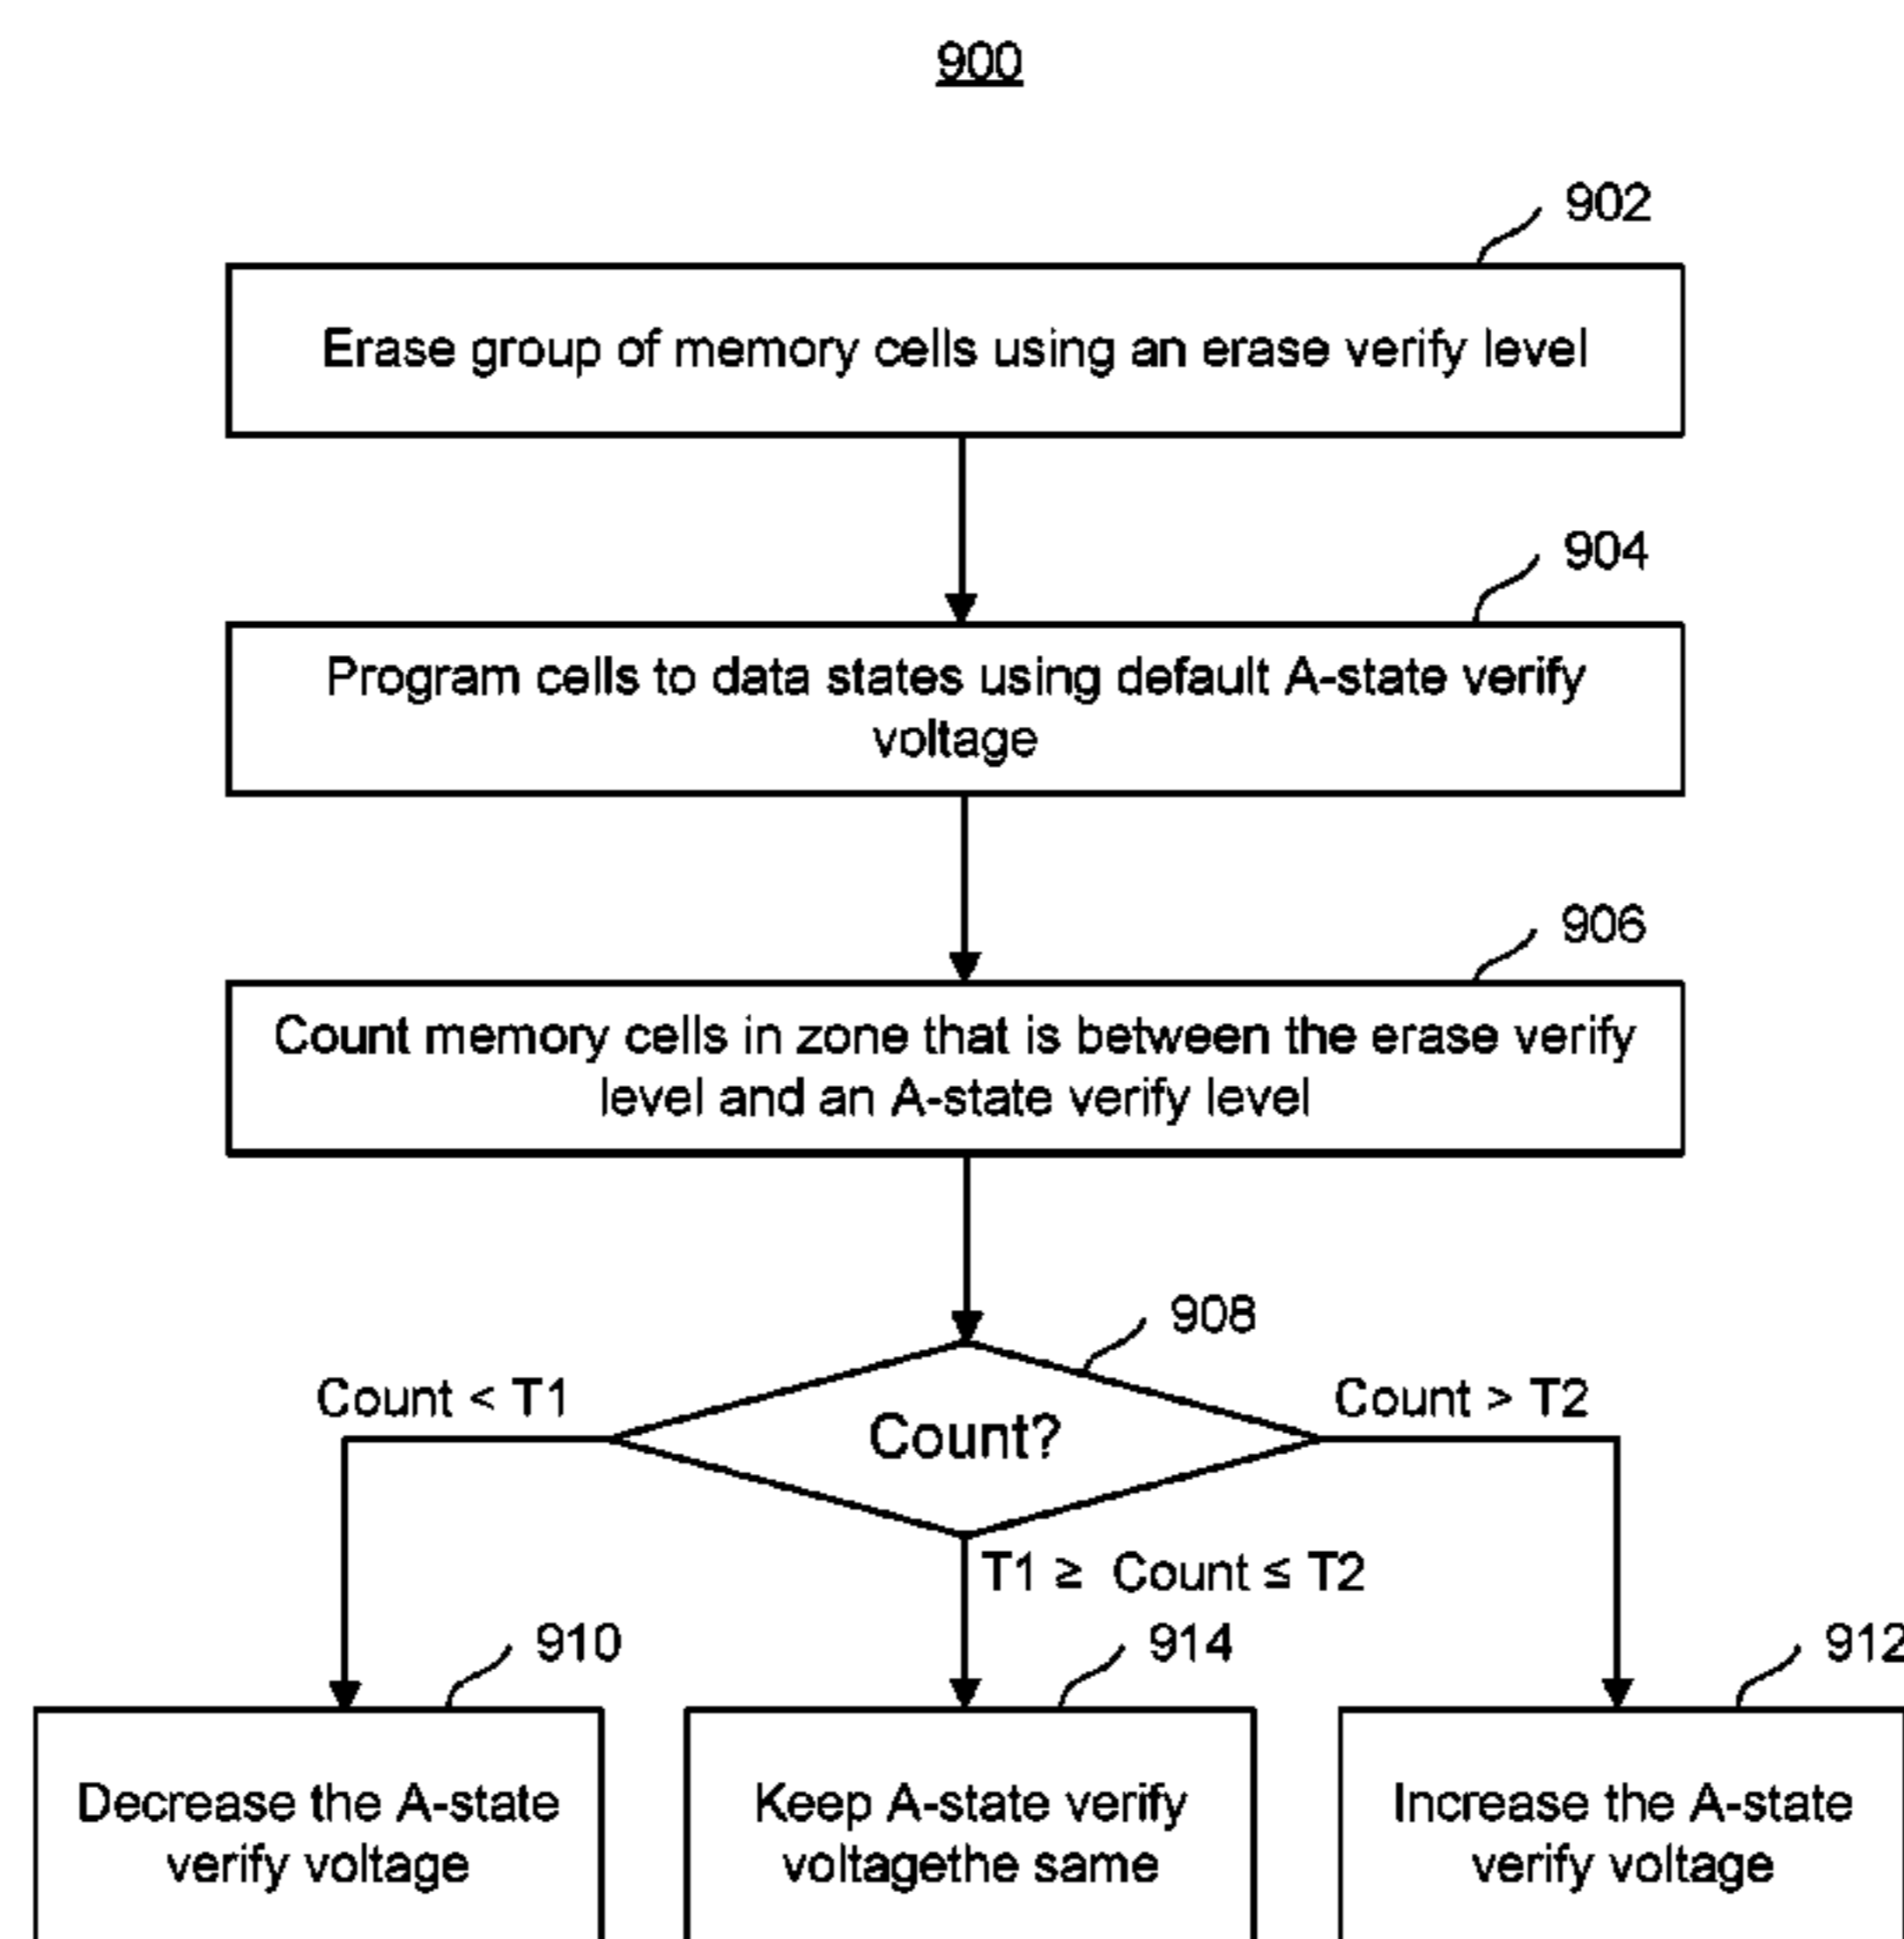 900
902
Erase group of memory cells using an erase verify level
904
Program cells to data states using default A-state verify
voltage
906
Count memory cells in zone that is between the erase verify
level and an A-state verify level
908
Count < T1
Count?
Count > T2
T1 ≥ Count ≤ T2
910
914
912
Decrease the A-state
verify voltage
Keep A-state verify
voltagethe same
Increase the A-state
verify voltage